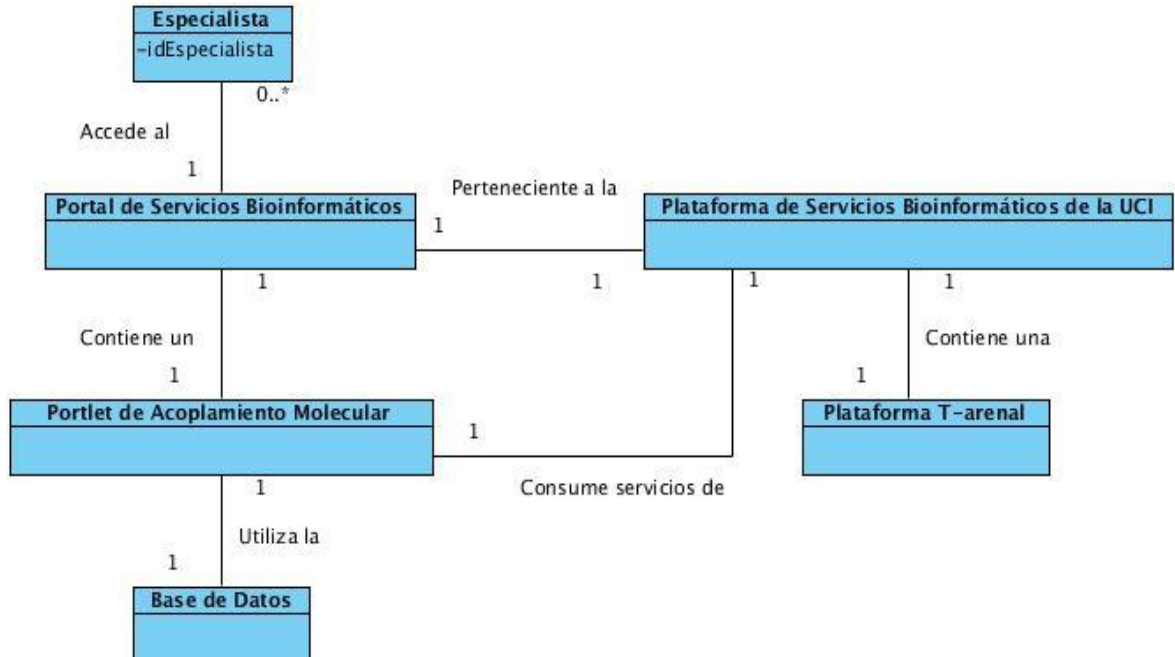 Especialista
-idEspecialista
0..*
Accede al
1
Perteneciente a la
Portal de Servicios Bioinformáticos
Plataforma de Servicios Bioinformáticos de la UCI
1
1
1
1
1
Contiene un
Contiene una
1
1
Portlet de Acoplamiento Molecular
Plataforma T-arenal
1
Consume servicios de
1
Utiliza la
1
Base de Datos